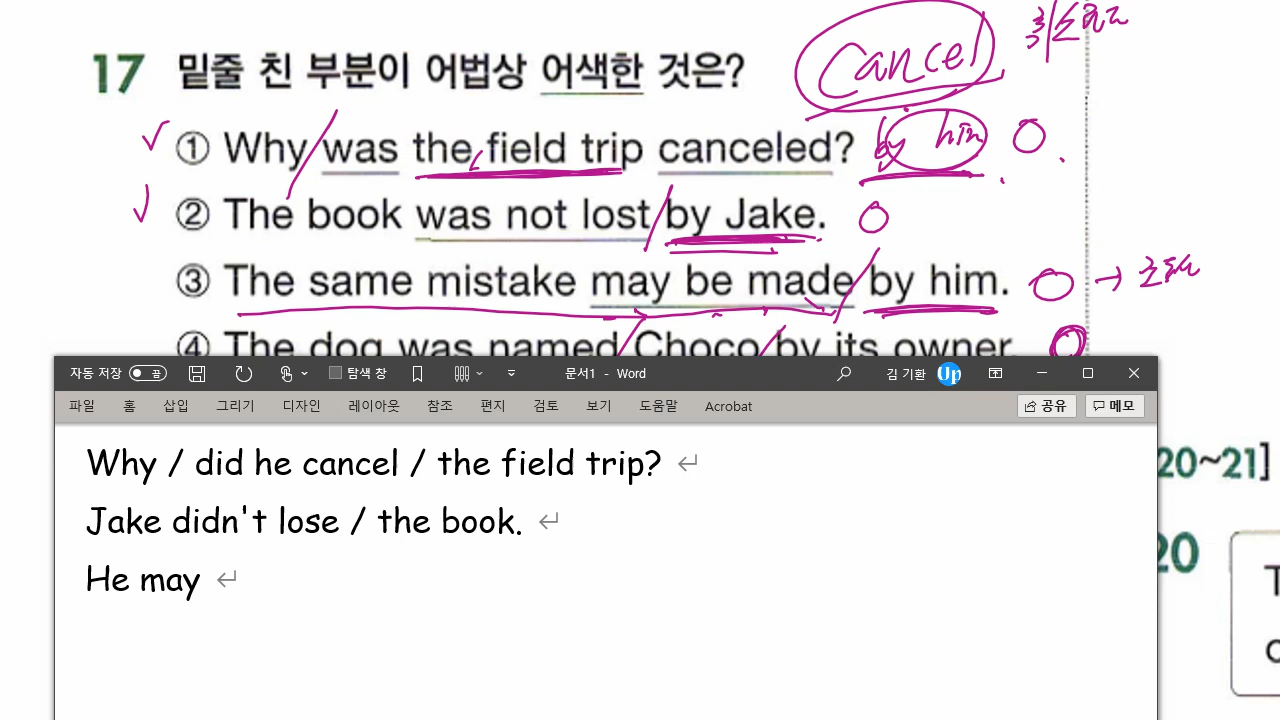 cancel
17 밑줄 친 부분이 어법상 어색한 것은?
① Why / was the field trip canceled? by him
② The book was not lost / by Jake.
③ The same mistake may be made / by him. →
④ The dog was named / Choco / by its owner.
자동 저장 끔 탐색 창 문서1 - Word 김 기환 Up
파일 홈 삽입 그리기 디자인 레이아웃 참조 편지 검토 보기 도움말 Acrobat 공유 메모
Why / did he cancel / the field trip?
Jake didn't lose / the book.
He may
20~21]
20